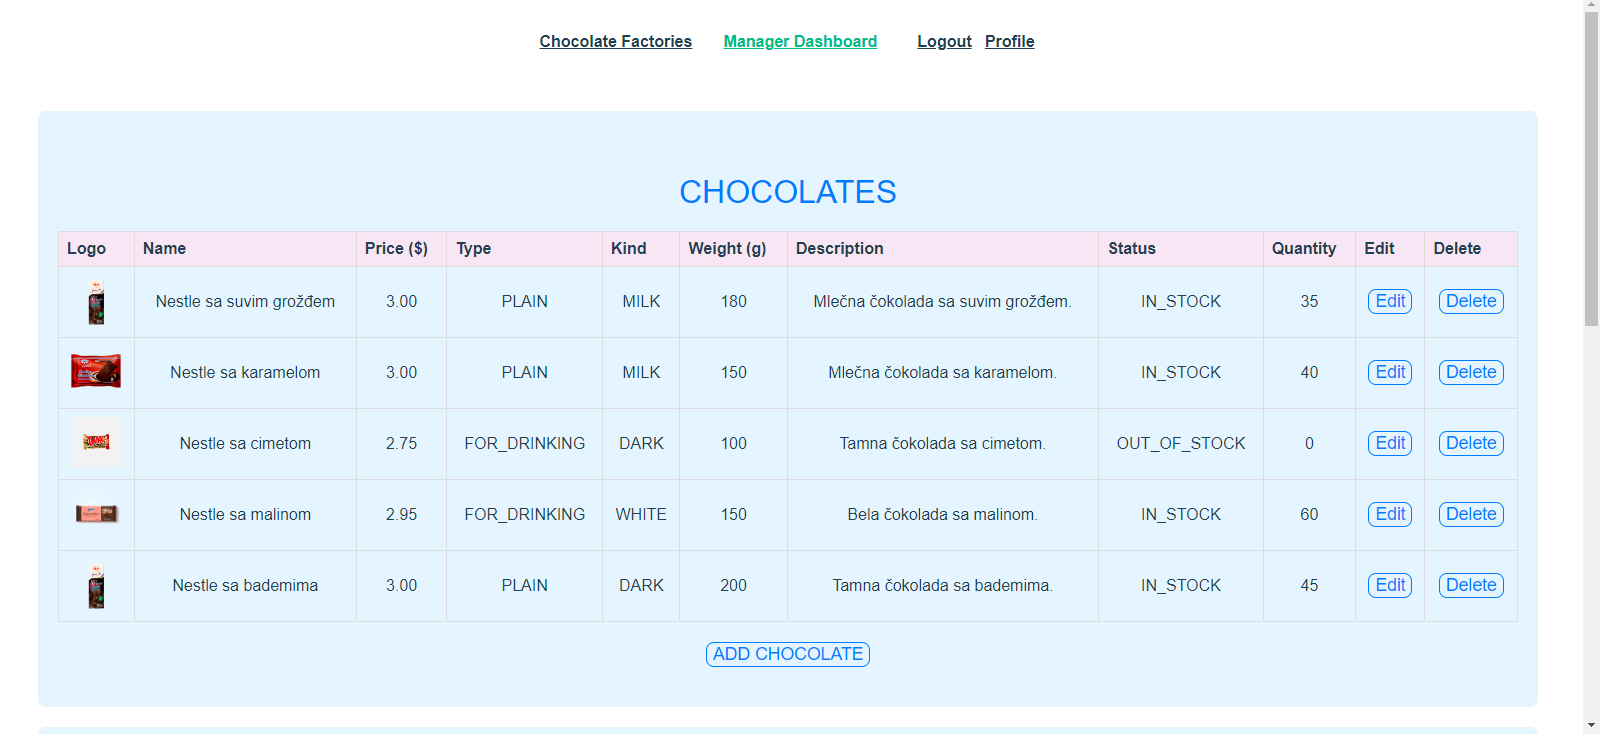 Chocolate Factories Manager Dashboard Logout Profile
CHOCOLATES
Logo Name Price ($) Type Kind Weight (g) Description Status Quantity Edit Delete
Nestle sa suvim grožđem 3.00 PLAIN MILK 180 Mlečna čokolada sa suvim grožđem. IN_STOCK 35 Edit Delete
Nestle sa karamelom 3.00 PLAIN MILK 150 Mlečna čokolada sa karamelom. IN_STOCK 40 Edit Delete
Nestle sa cimetom 2.75 FOR_DRINKING DARK 100 Tamna čokolada sa cimetom. OUT_OF_STOCK 0 Edit Delete
Nestle sa malinom 2.95 FOR_DRINKING WHITE 150 Bela čokolada sa malinom. IN_STOCK 60 Edit Delete
Nestle sa bademima 3.00 PLAIN DARK 200 Tamna čokolada sa bademima. IN_STOCK 45 Edit Delete
ADD CHOCOLATE